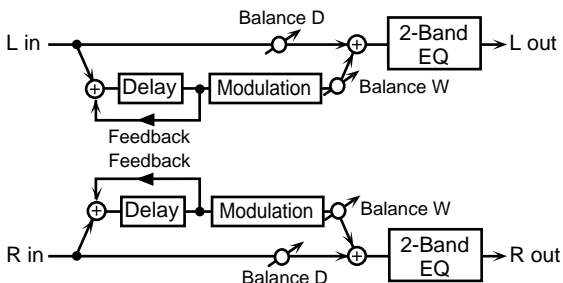 Balance D
L in
2-Band
EQ
L out
+
+
Delay
Modulation
Balance W
Feedback
Feedback
+
Delay
Modulation
Balance W
R in
+
2-Band
EQ
R out
Balance D